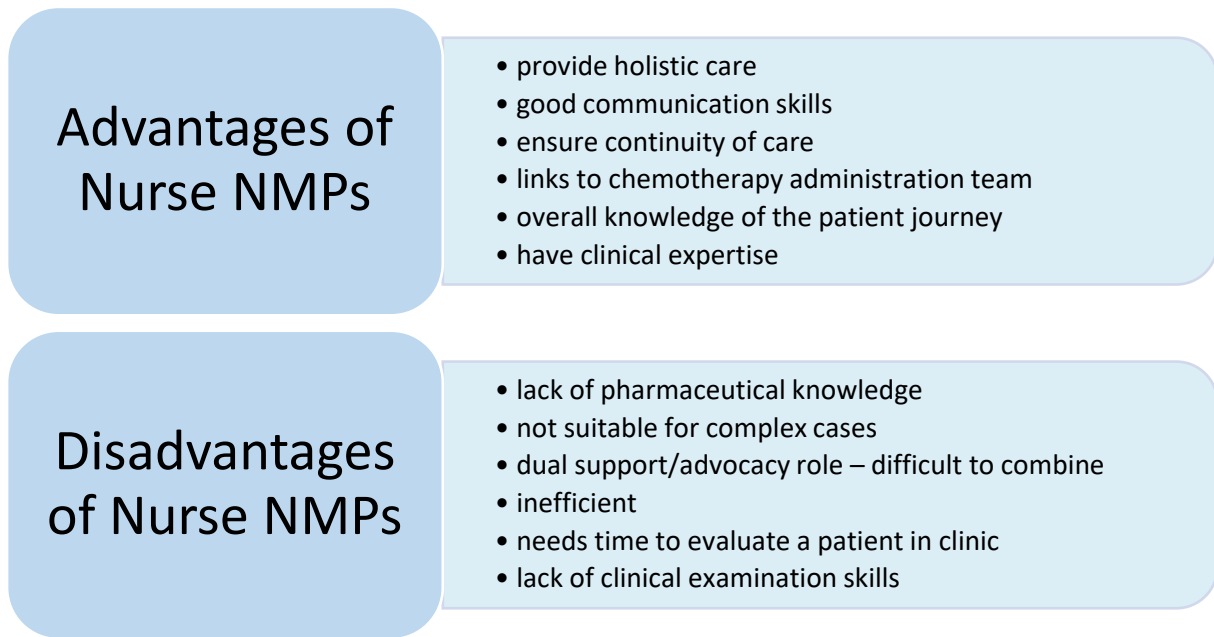 Advantages of
Nurse NMPs
• provide holistic care
• good communication skills
• ensure continuity of care
• links to chemotherapy administration team
• overall knowledge of the patient journey
• have clinical expertise
Disadvantages
of Nurse NMPs
• lack of pharmaceutical knowledge
• not suitable for complex cases
• dual support/advocacy role – difficult to combine
• inefficient
• needs time to evaluate a patient in clinic
• lack of clinical examination skills